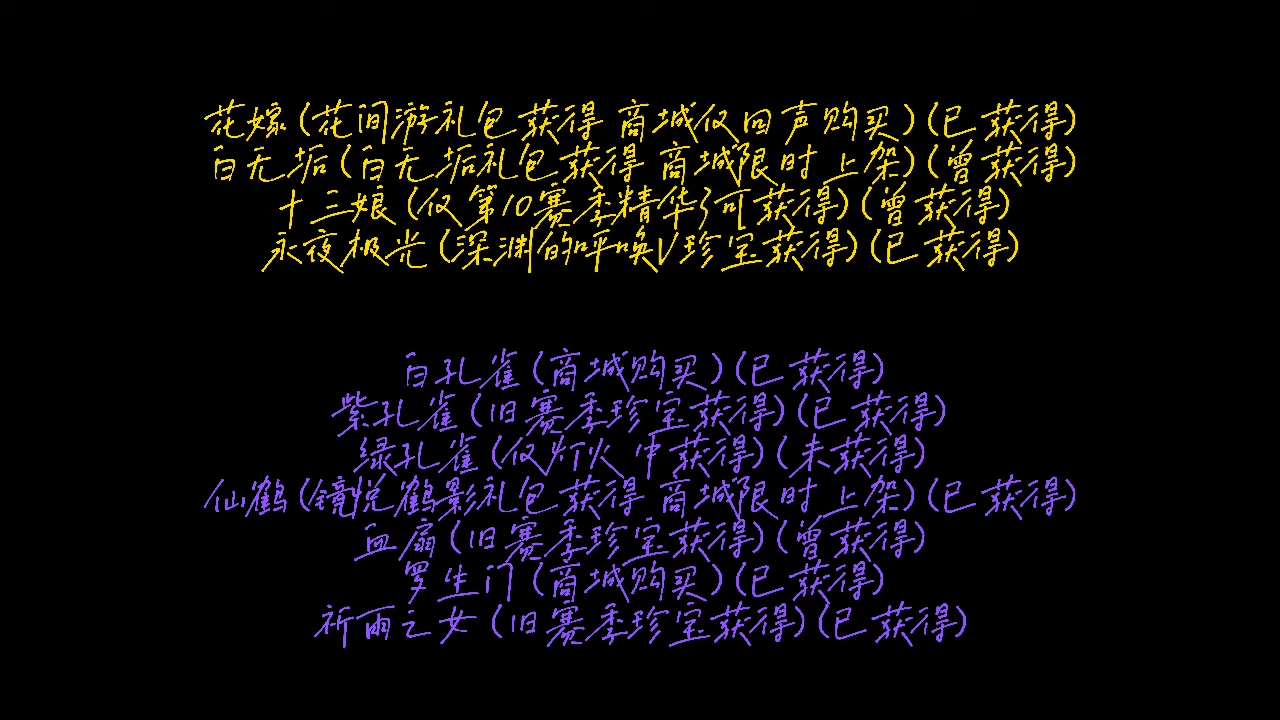 花嫁(花间游礼包获得 商城仅回声购买)(已获得)
白无垢(白无垢礼包获得 商城限时上架)(曾获得)
十三娘(仅第10赛季精华可获得)(曾获得)
永夜极光(深渊的呼唤V珍宝获得)(已获得)
白孔雀(商城购买)(已获得)
紫孔雀(旧赛季珍宝获得)(已获得)
绿孔雀(仅灯火中获得)(未获得)
仙鹤(镜悦鹤影礼包获得 商城限时上架)(已获得)
血扇(旧赛季珍宝获得)(曾获得)
罗生门(商城购买)(已获得)
祈雨之女(旧赛季珍宝获得)(已获得)